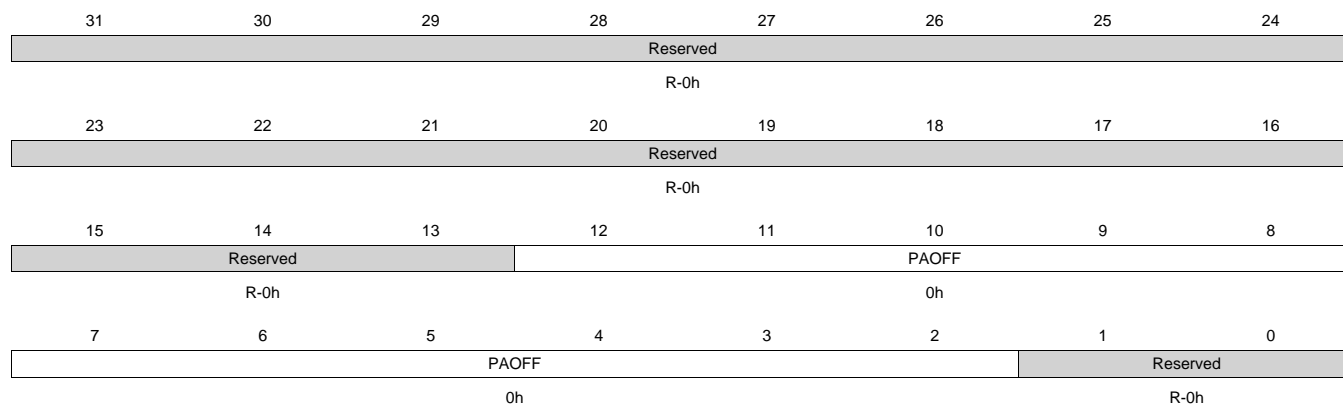 31 30 29 28 27 26 25 24
Reserved
R-0h
23 22 21 20 19 18 17 16
Reserved
R-0h
15 14 13 12 11 10 9 8
Reserved PAOFF
R-0h 0h
7 6 5 4 3 2 1 0
PAOFF Reserved
0h R-0h